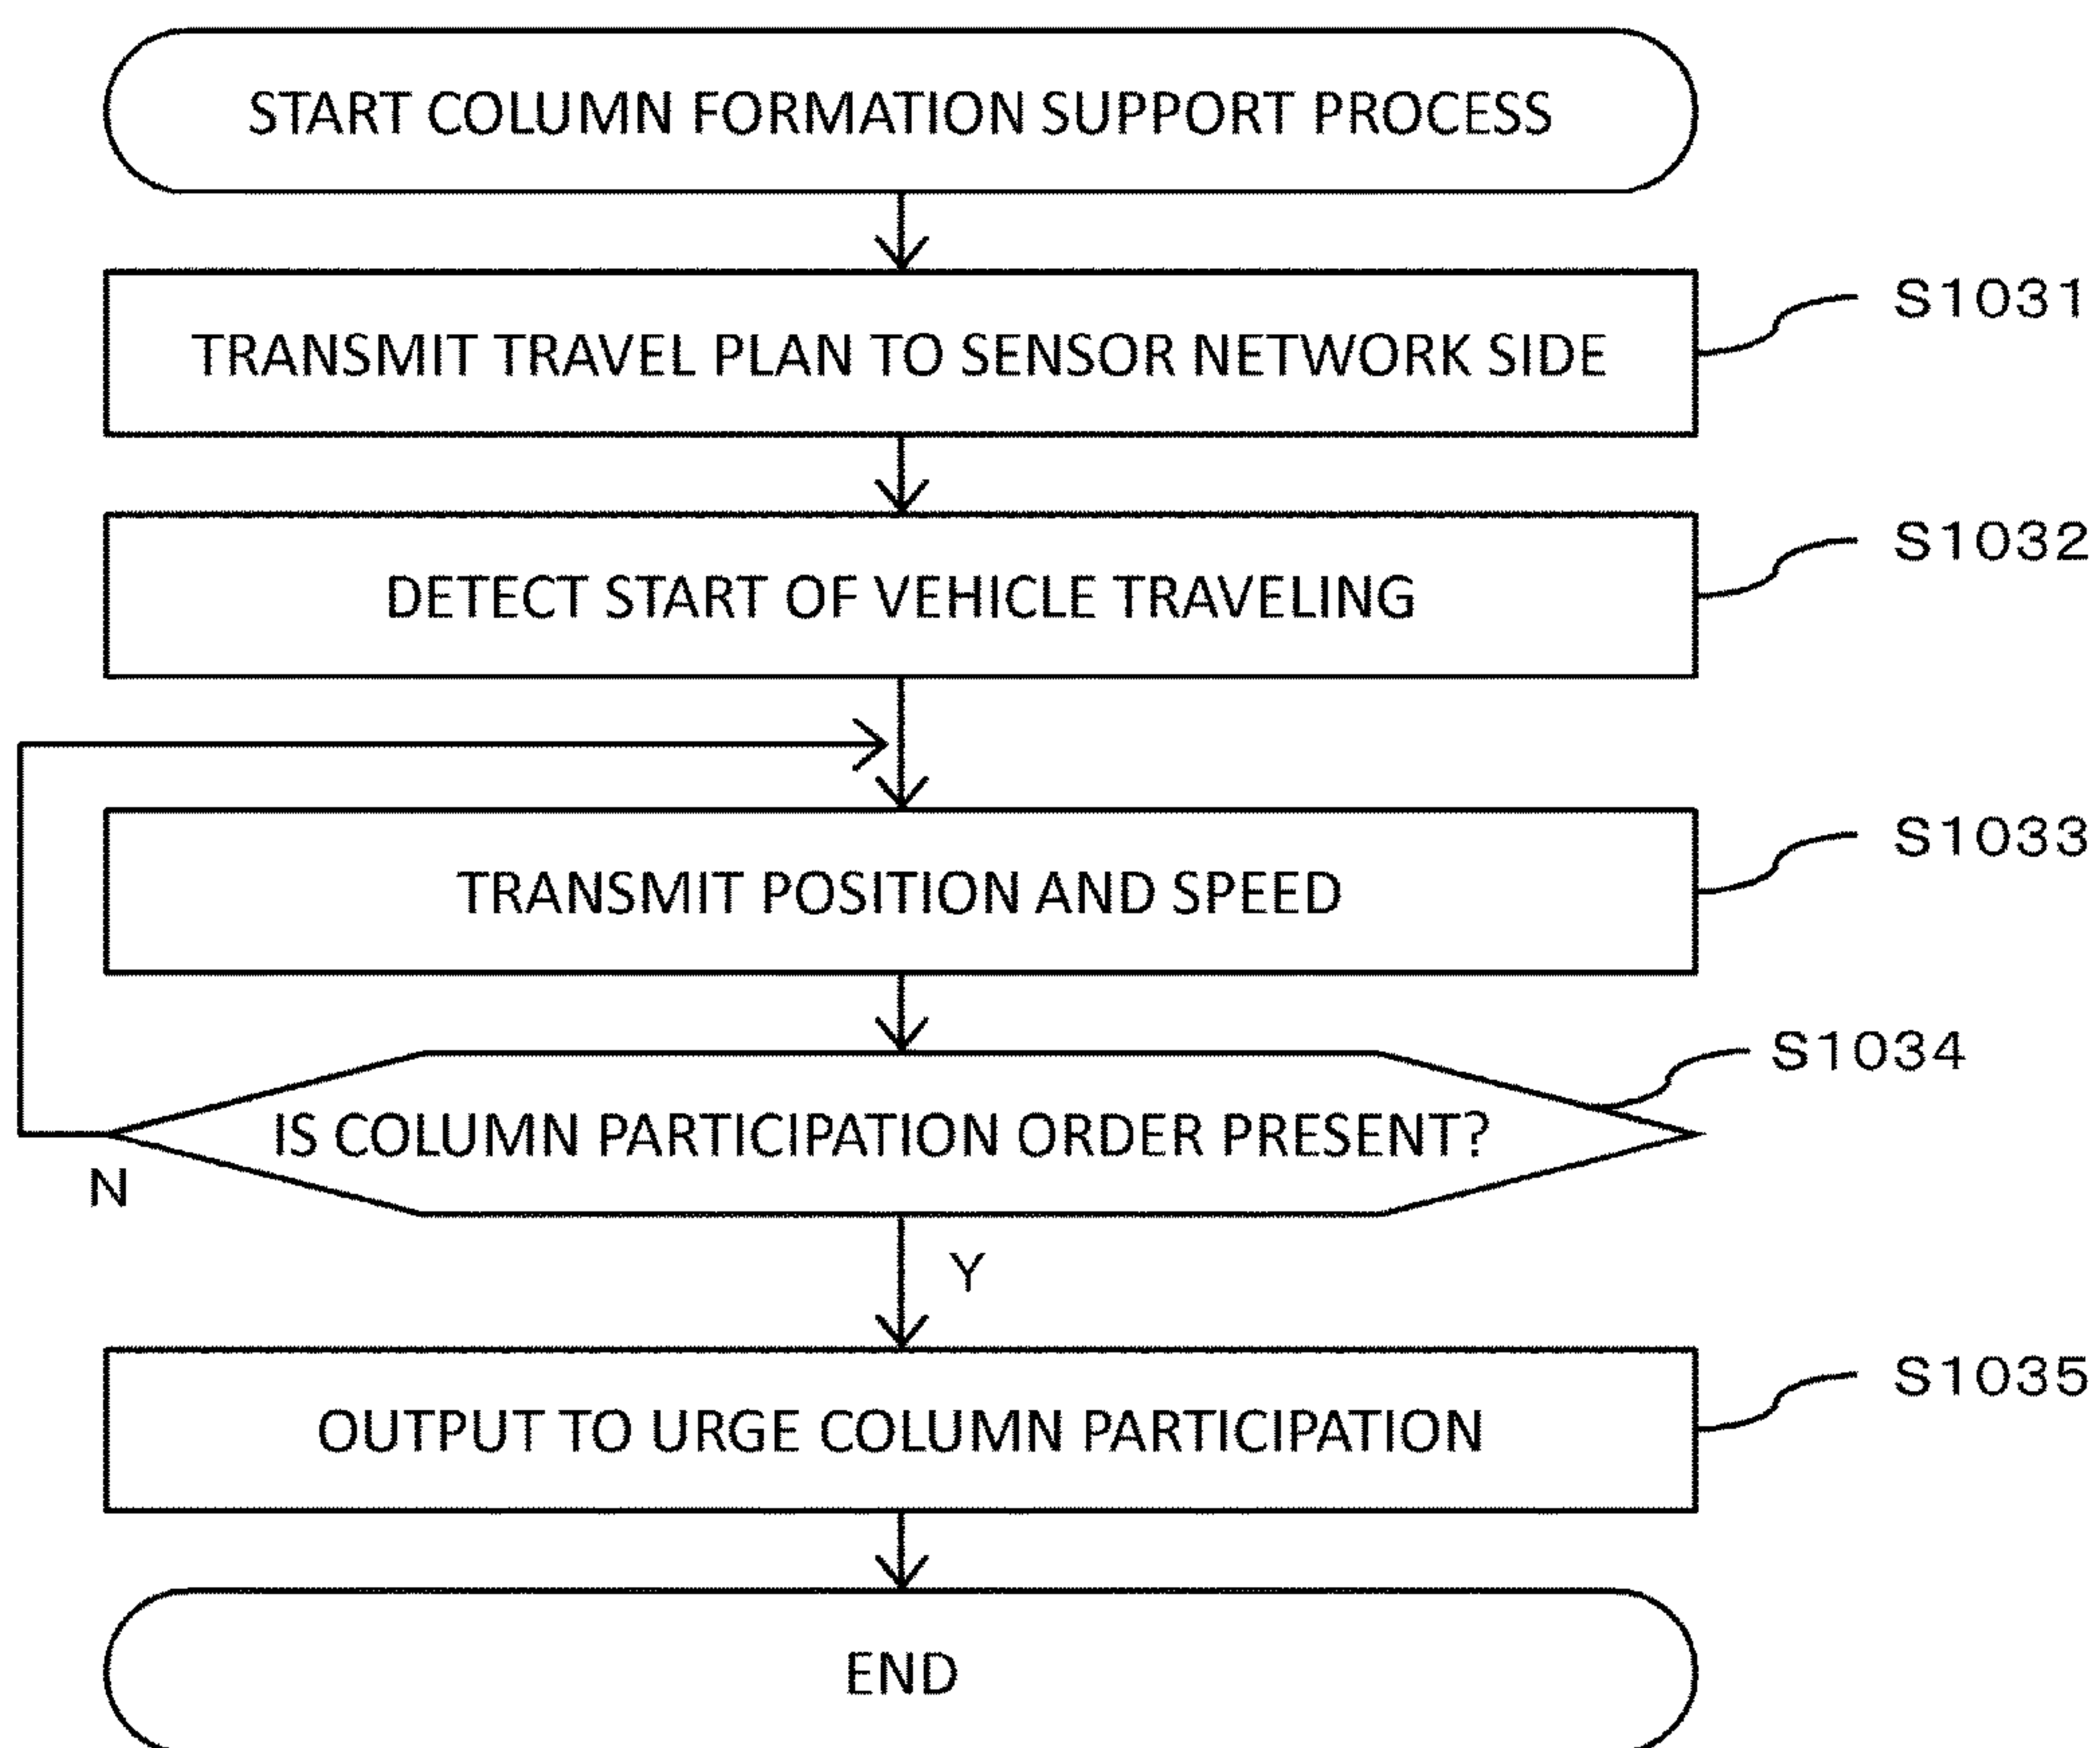 START COLUMN FORMATION SUPPORT PROCESS
TRANSMIT TRAVEL PLAN TO SENSOR NETWORK SIDE
S1031
DETECT START OF VEHICLE TRAVELING
S1032
TRANSMIT POSITION AND SPEED
S1033
IS COLUMN PARTICIPATION ORDER PRESENT?
S1034
N
Y
OUTPUT TO URGE COLUMN PARTICIPATION
S1035
END